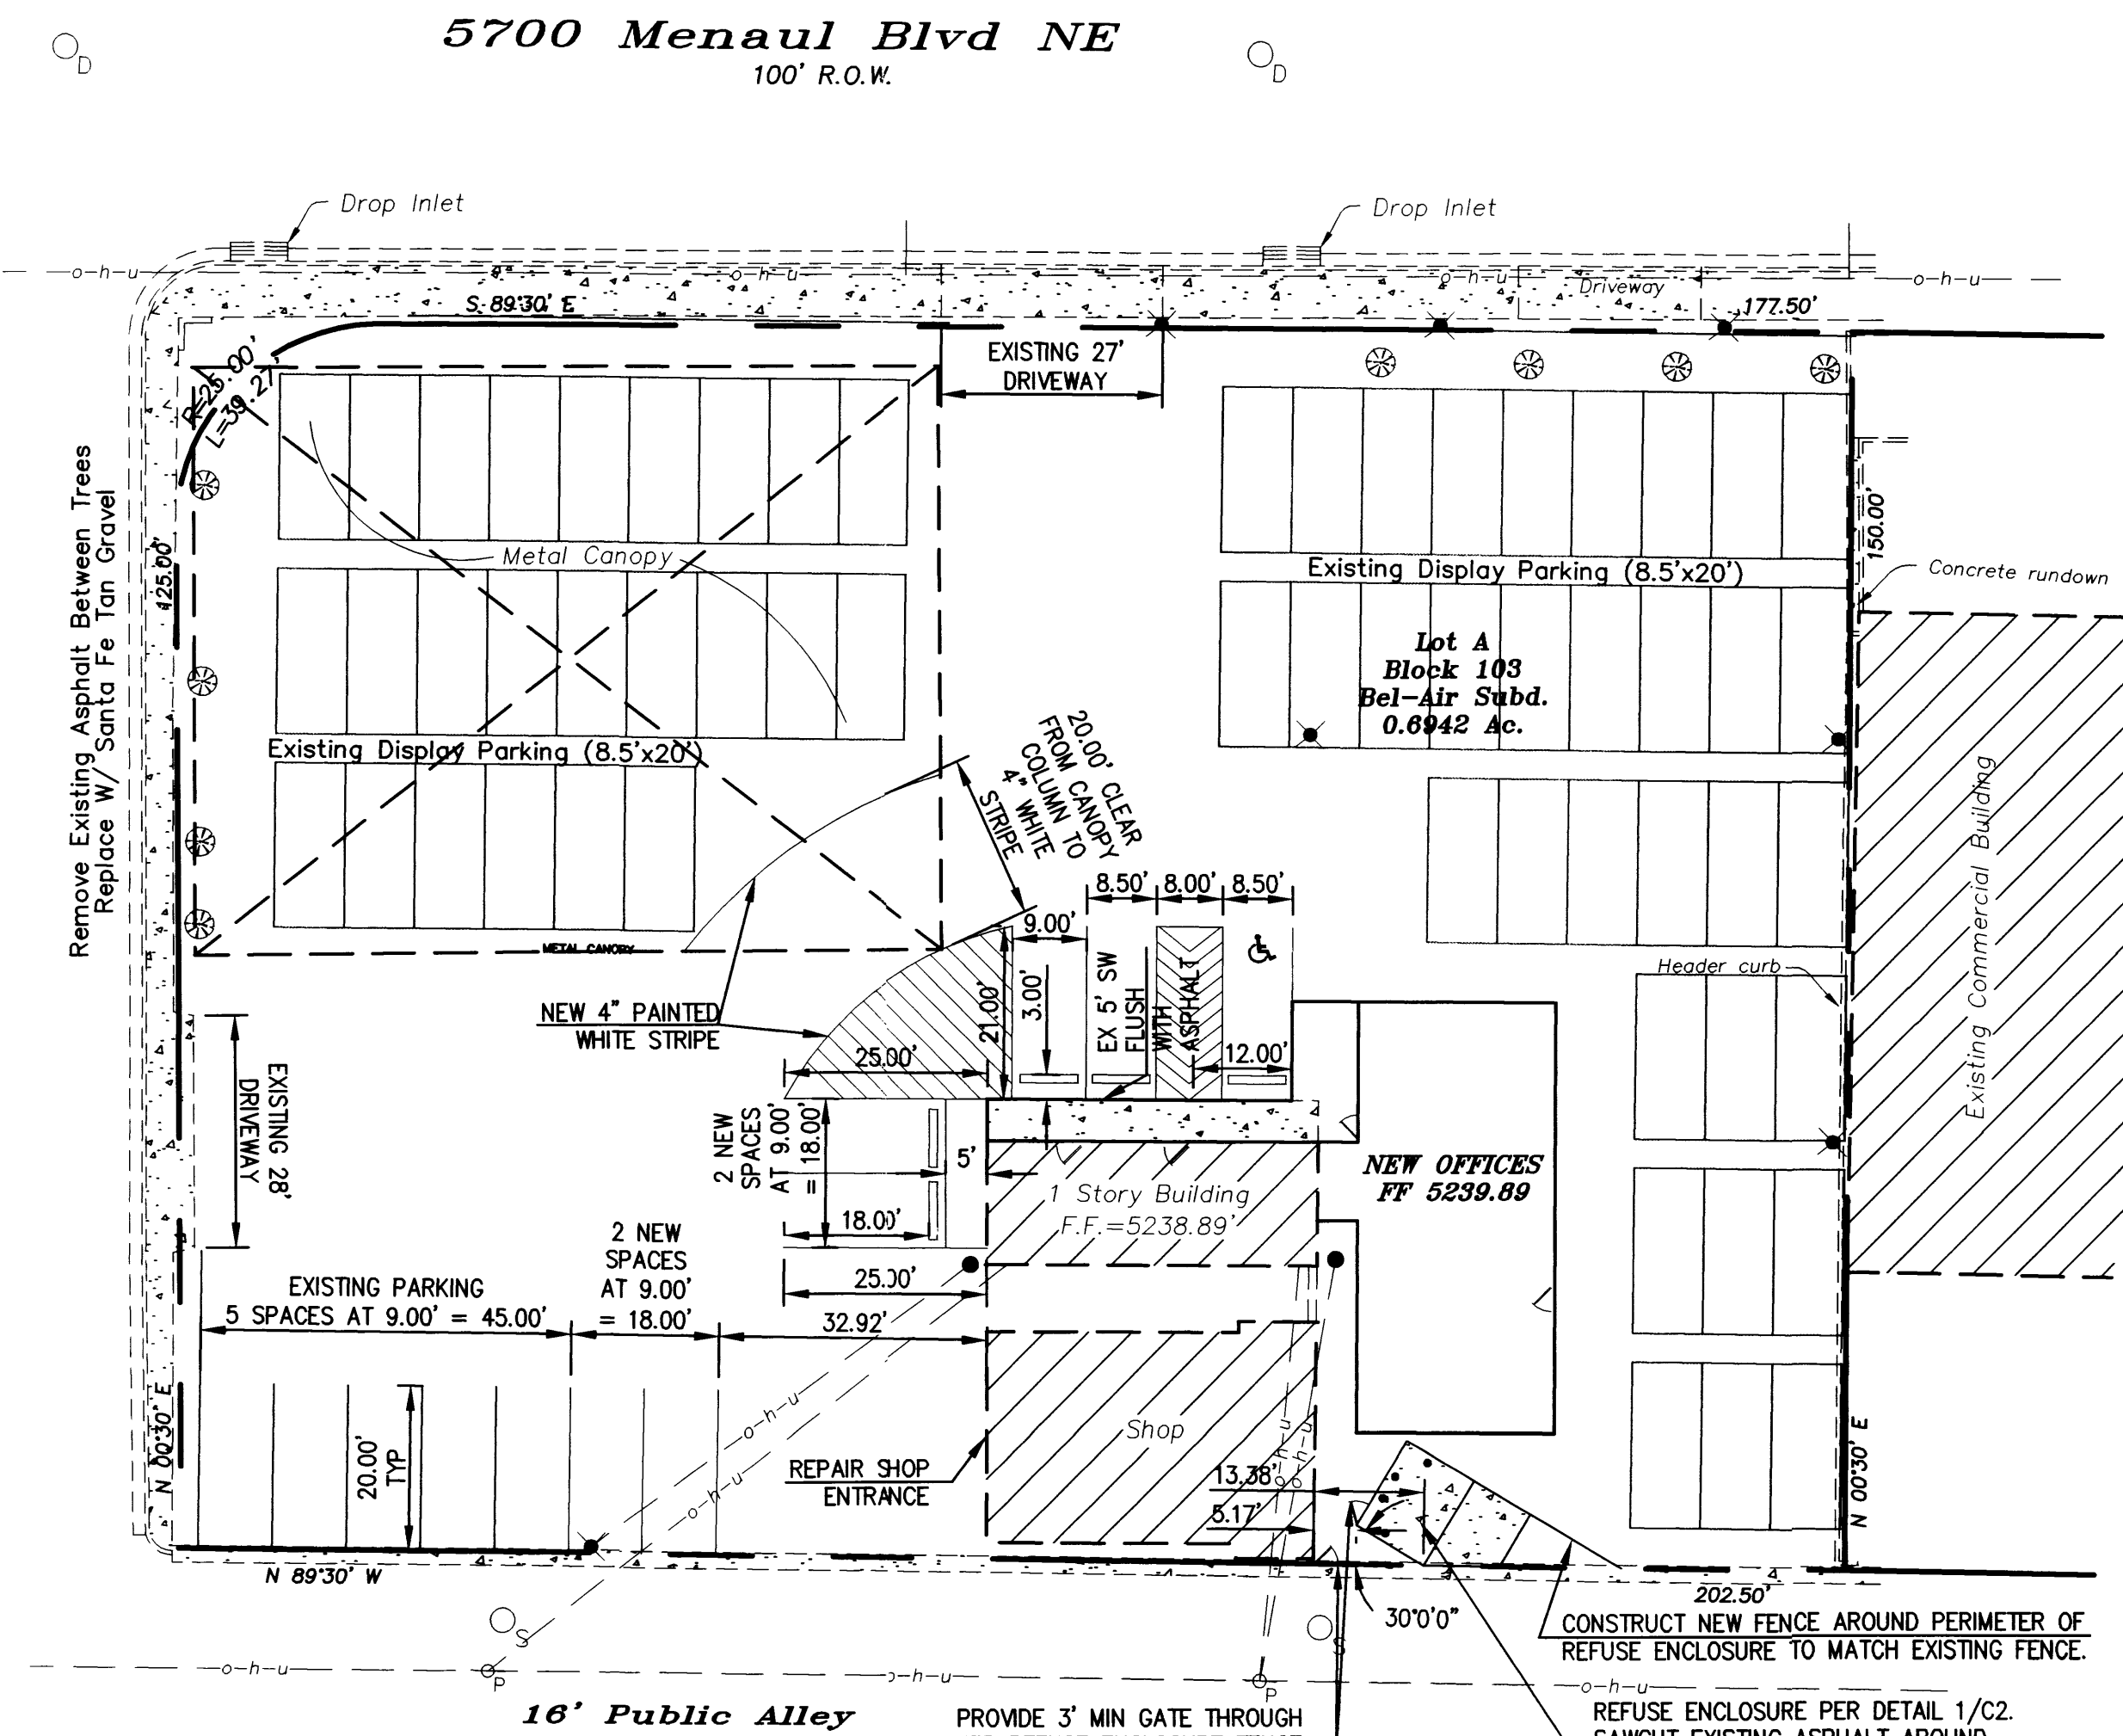 5700 Menaul Blvd NE
100' R.O.W.
D
D
Drop Inlet
Drop Inlet
o-h-u
o-h-u
o-h-u
o-h-u
Driveway
S 89°30' E
177.50'
R=25.00'
L=39.27'
EXISTING 27'
DRIVEWAY
Metal Canopy
Existing Display Parking (8.5'x20')
150.00'
Concrete rundown
Remove Existing Asphalt Between Trees
Replace W/ Santa Fe Tan Gravel
125.00'
Lot A
Block 103
Bel-Air Subd.
0.6942 Ac.
Existing Display Parking (8.5'x20')
20.00' CLEAR
FROM CANOPY
COLUMN TO
4" WHITE
STRIPE
Existing Commercial Building
8.50'
8.00'
8.50'
9.00'
METAL CANOPY
Header curb
NEW 4" PAINTED
WHITE STRIPE
21.00'
3.00'
EX 5' SW
FLUSH
WITH
ASPHALT
25.00'
12.00'
EXISTING 28'
DRIVEWAY
2 NEW
SPACES
AT 9.00'
= 18.00'
5'
18.00'
1 Story Building
F.F.=5238.89'
NEW OFFICES
FF 5239.89
2 NEW
SPACES
AT 9.00'
= 18.00'
25.00'
EXISTING PARKING
5 SPACES AT 9.00' = 45.00'
32.92'
N 00°30' E
20.00'
TYP
o-h-u
o-h-u
REPAIR SHOP
ENTRANCE
Shop
o-h-u
o-h-u
13.38'
5.17'
N 00°30' E
N 89°30' W
202.50'
30°0'0"
CONSTRUCT NEW FENCE AROUND PERIMETER OF
REFUSE ENCLOSURE TO MATCH EXISTING FENCE.
S
S
o-h-u
P
o-h-u
P
o-h-u
16' Public Alley
PROVIDE 3' MIN GATE THROUGH
REFUSE ENCLOSURE PER DETAIL 1/C2.
SAWCUT EXISTING ASPHALT AROUND